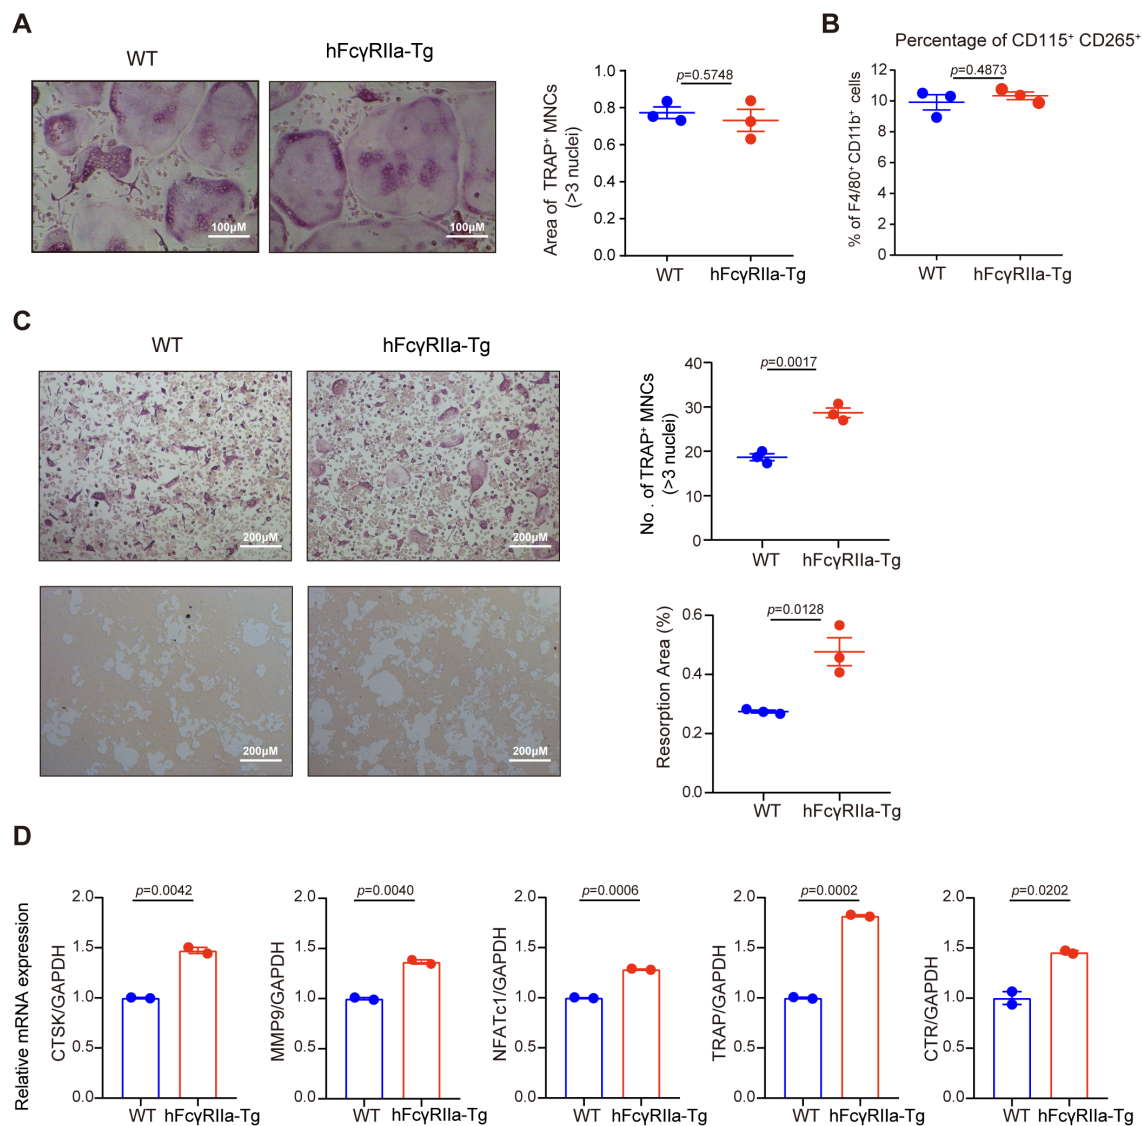 A
WT
hFcγRIIa-Tg
100μM
100μM
Area of TRAP⁺ MNCs
(>3 nuclei)
1.0
0.8
0.6
0.4
0.2
0.0
p=0.5748
WT
hFcγRIIa-Tg
B
Percentage of CD115⁺ CD265⁺
% of F4/80⁺ CD11b⁺ cells
12
10
8
6
4
2
0
p=0.4873
WT
hFcγRIIa-Tg
C
WT
hFcγRIIa-Tg
200μM
200μM
No . of TRAP⁺ MNCs
(>3 nuclei)
40
30
20
10
0
p=0.0017
WT
hFcγRIIa-Tg
200μM
200μM
Resorption Area (%)
0.6
0.4
0.2
0.0
p=0.0128
WT
hFcγRIIa-Tg
D
Relative mRNA expression
CTSK/GAPDH
2.0
1.5
1.0
0.5
0.0
p=0.0042
WT
hFcγRIIa-Tg
MMP9/GAPDH
2.0
1.5
1.0
0.5
0.0
p=0.0040
WT
hFcγRIIa-Tg
NFATc1/GAPDH
2.0
1.5
1.0
0.5
0.0
p=0.0006
WT
hFcγRIIa-Tg
TRAP/GAPDH
2.0
1.5
1.0
0.5
0.0
p=0.0002
WT
hFcγRIIa-Tg
CTR/GAPDH
2.0
1.5
1.0
0.5
0.0
p=0.0202
WT
hFcγRIIa-Tg